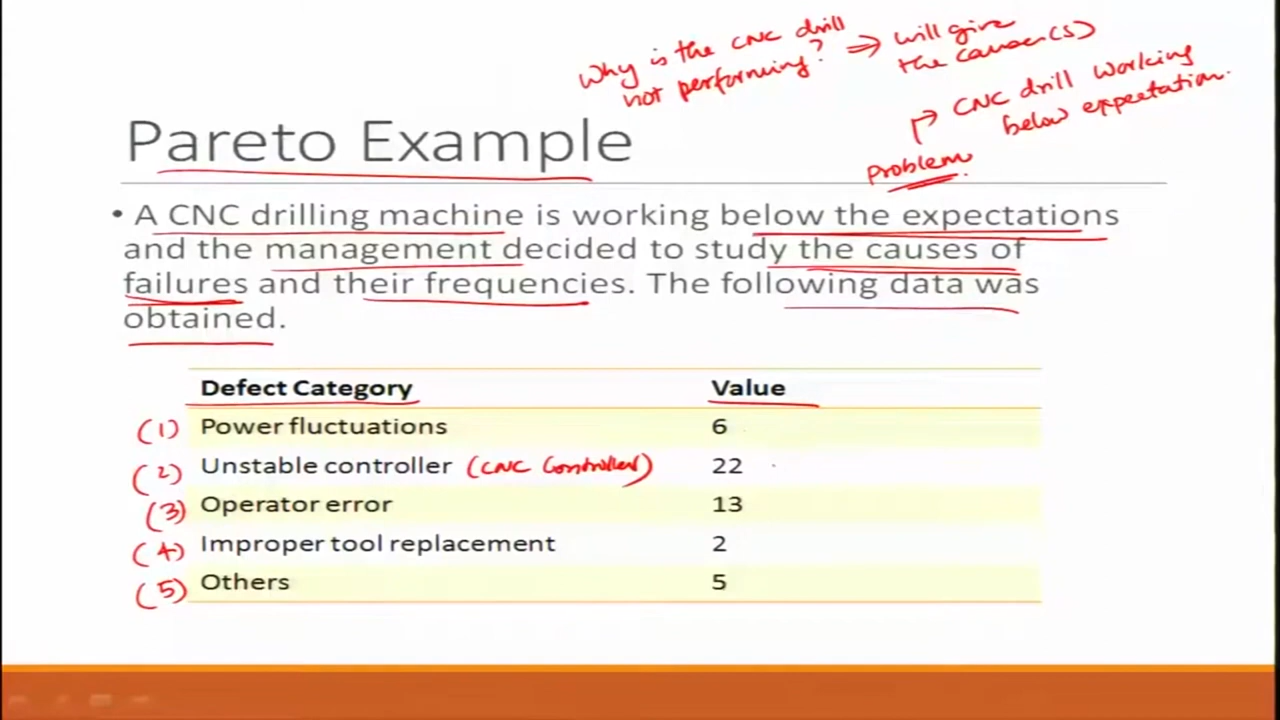 Why is the CNC drill
not performing? ⇒ will give
the cause(s)
CNC drill working
below expectation.
Problem.
Pareto Example
• A CNC drilling machine is working below the expectations
and the management decided to study the causes of
failures and their frequencies. The following data was
obtained.
Defect Category Value
(1) Power fluctuations 6
(2) Unstable controller (CNC Controller) 22
(3) Operator error 13
(4) Improper tool replacement 2
(5) Others 5